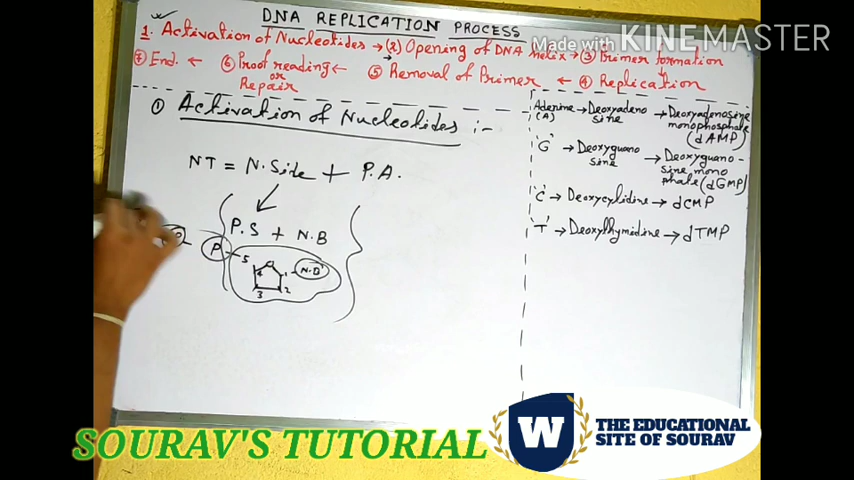 DNA REPLICATION PROCESS
1. Activation of Nucleotides → (2) Opening of DNA helix → (3) Primer formation
(7) End. ← (6) Proof reading or Repair ← (5) Removal of Primer ← (4) Replication
Made with KINEMASTER
(1) Activation of Nucleotides :-
NT = N.Side + P.A.
P.S + N.B
P
5
4
1
N.B
3
2
Adenine (A) → Deoxyadenosine → Deoxyadenosine monophosphate (dAMP)
'G' → Deoxyguanosine → Deoxyguanosine mono phate (dGMP)
'C' → Deoxycytidine → dCMP
'T' → Deoxythymidine → dTMP
W
THE EDUCATIONAL
SITE OF SOURAV
SOURAV'S TUTORIAL